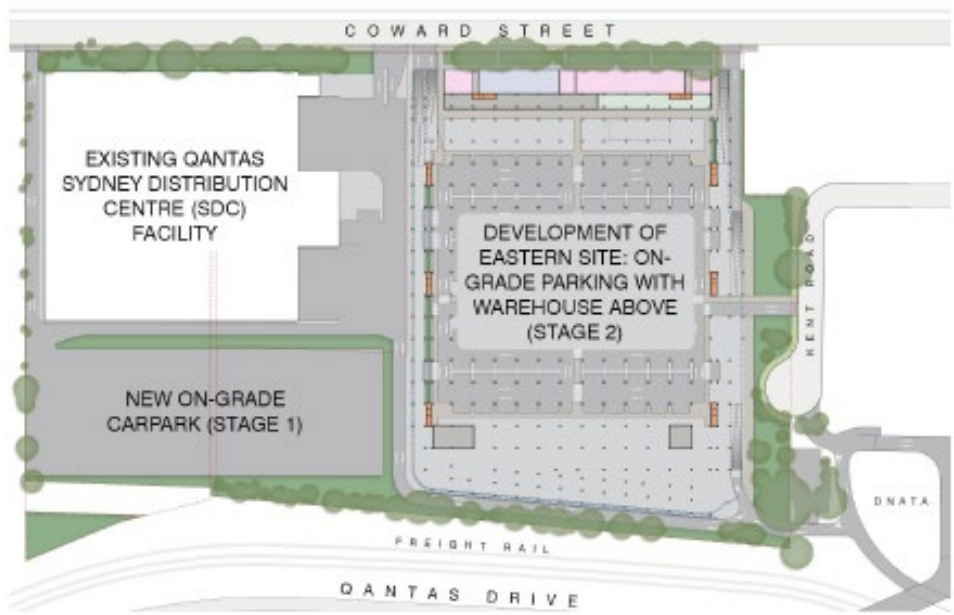 COWARD STREET
EXISTING QANTAS
SYDNEY DISTRIBUTION
CENTRE (SDC)
FACILITY
DEVELOPMENT OF
EASTERN SITE: ON-
GRADE PARKING WITH
WAREHOUSE ABOVE
(STAGE 2)
KENT ROAD
NEW ON-GRADE
CARPARK (STAGE 1)
DNATA
FREIGHT RAIL
QANTAS DRIVE